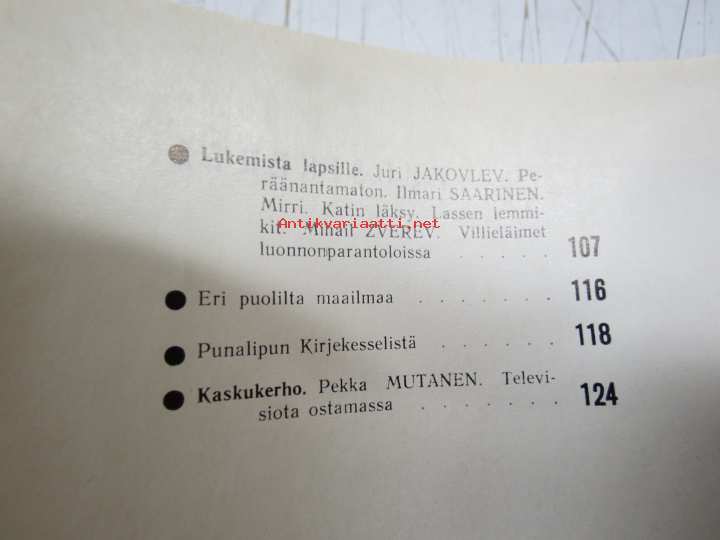 Lukemista lapsille. Juri JAKOVLEV. Pe-
räänantamaton. Ilmari SAARINEN.
Mirri. Katin läksy. Lassen lemmi-
kit. Mihail ZVEREV. Villieläimet
luonnonparantoloissa . . . . . 107
Antikvariaatti.net
Eri puolilta maailmaa . . . . . . . 116
Punalipun Kirjekesselistä . . . . . . 118
Kaskukerho. Pekka MUTANEN. Televi-
siota ostamassa . . . . . . . 124